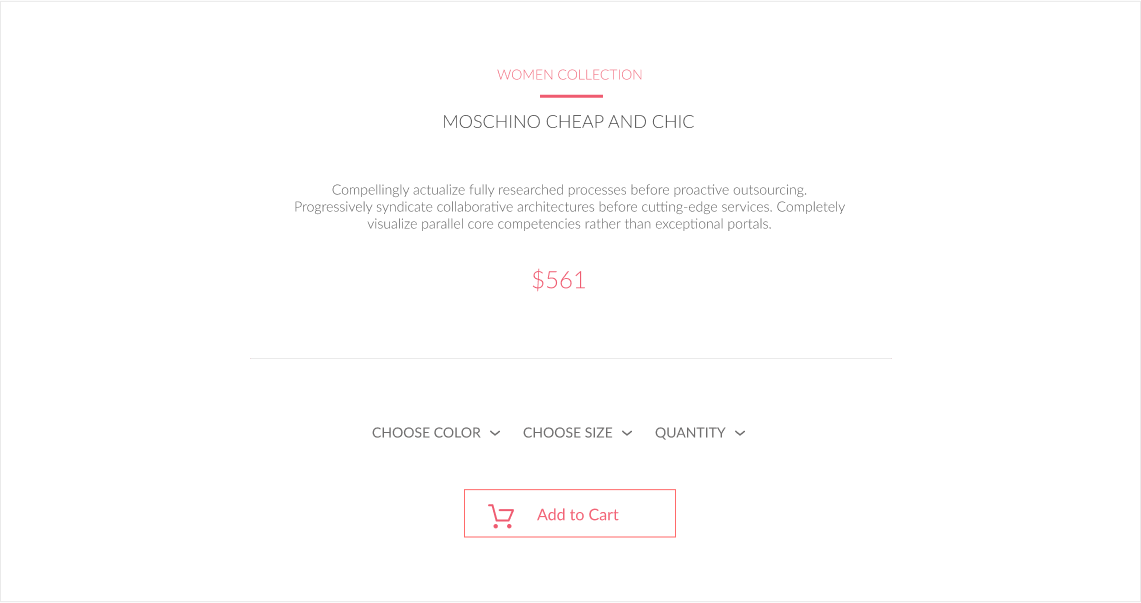 WOMEN COLLECTION
MOSCHINO CHEAP AND CHIC
Compellingly actualize fully researched processes before proactive outsourcing.
Progressively syndicate collaborative architectures before cutting-edge services. Completely
visualize parallel core competencies rather than exceptional portals.
$561
CHOOSE COLOR CHOOSE SIZE QUANTITY
Add to Cart